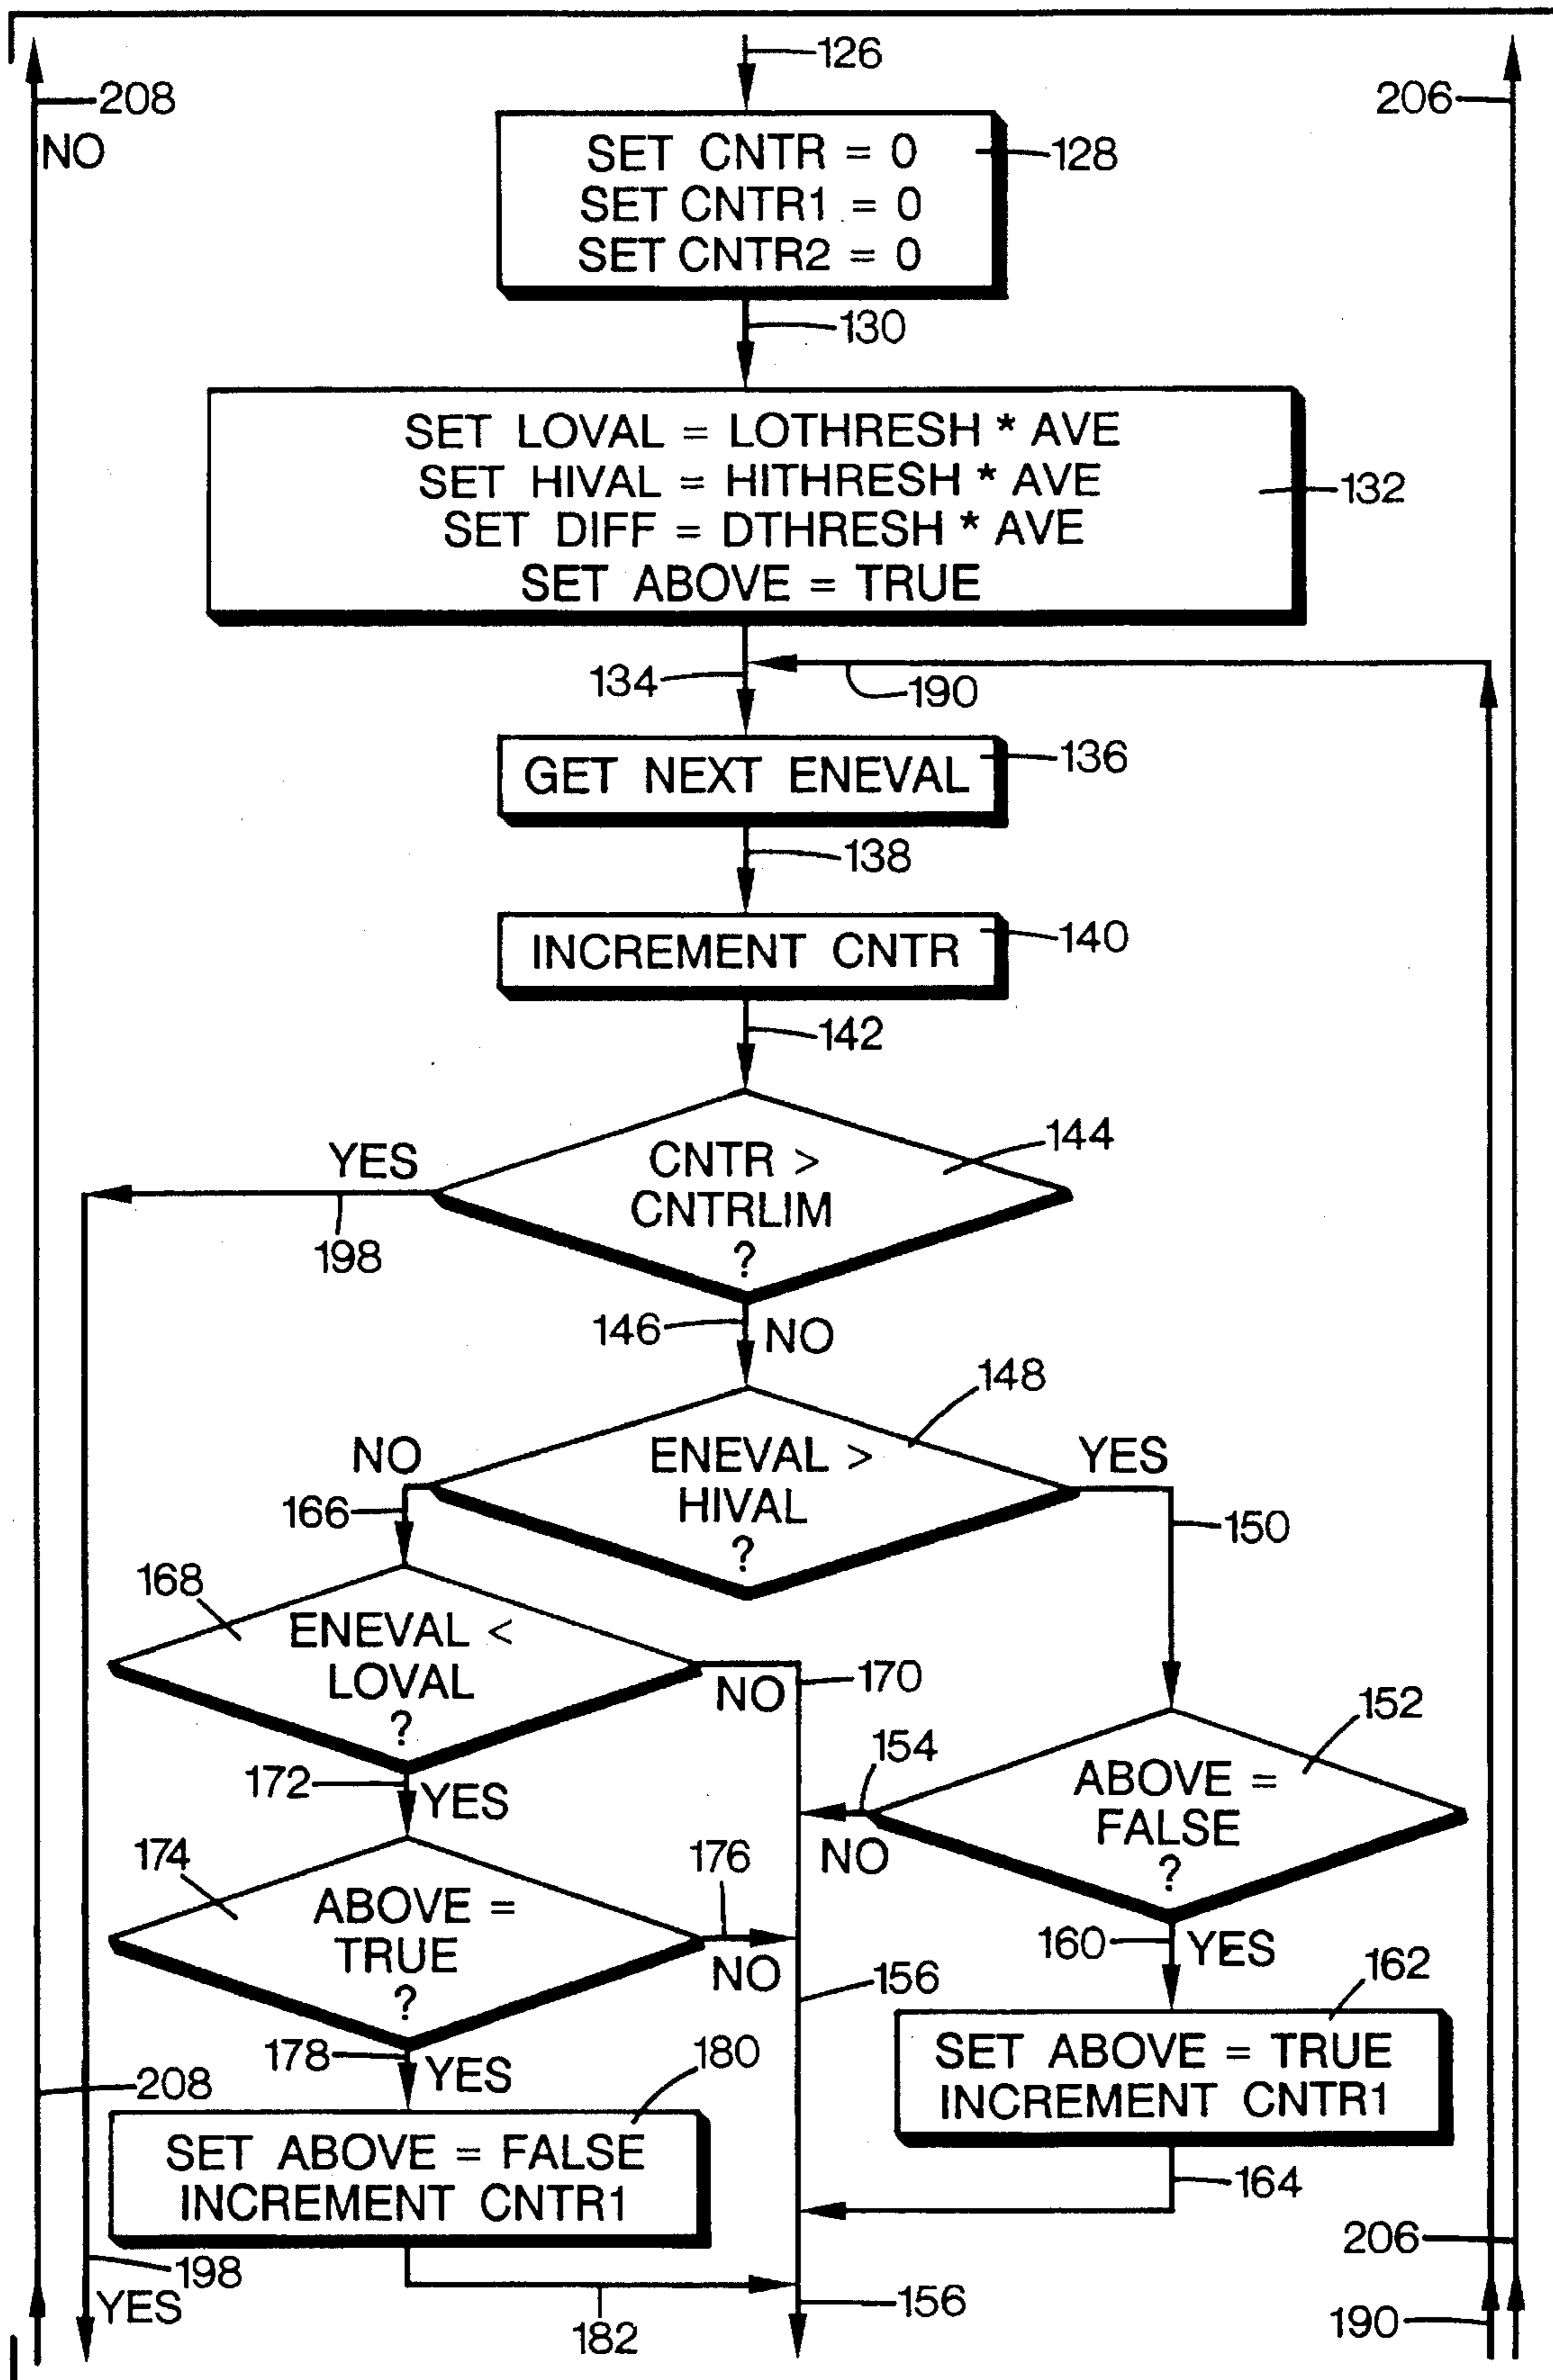 126
208
206
NO
SET CNTR = 0
128
SET CNTR1 = 0
SET CNTR2 = 0
130
SET LOVAL = LOTHRESH * AVE
SET HIVAL = HITHRESH * AVE
132
SET DIFF = DTHRESH * AVE
SET ABOVE = TRUE
134
190
GET NEXT ENEVAL
136
138
INCREMENT CNTR
140
142
144
YES
CNTR >
CNTRLIM
?
198
146
NO
148
NO
ENEVAL >
HIVAL
?
YES
166
150
168
ENEVAL <
LOVAL
?
NO
170
152
154
172
YES
ABOVE =
FALSE
?
NO
174
176
ABOVE =
TRUE
?
NO
160
YES
156
162
178
YES
180
SET ABOVE = TRUE
INCREMENT CNTR1
208
SET ABOVE = FALSE
INCREMENT CNTR1
164
206
198
YES
182
156
190